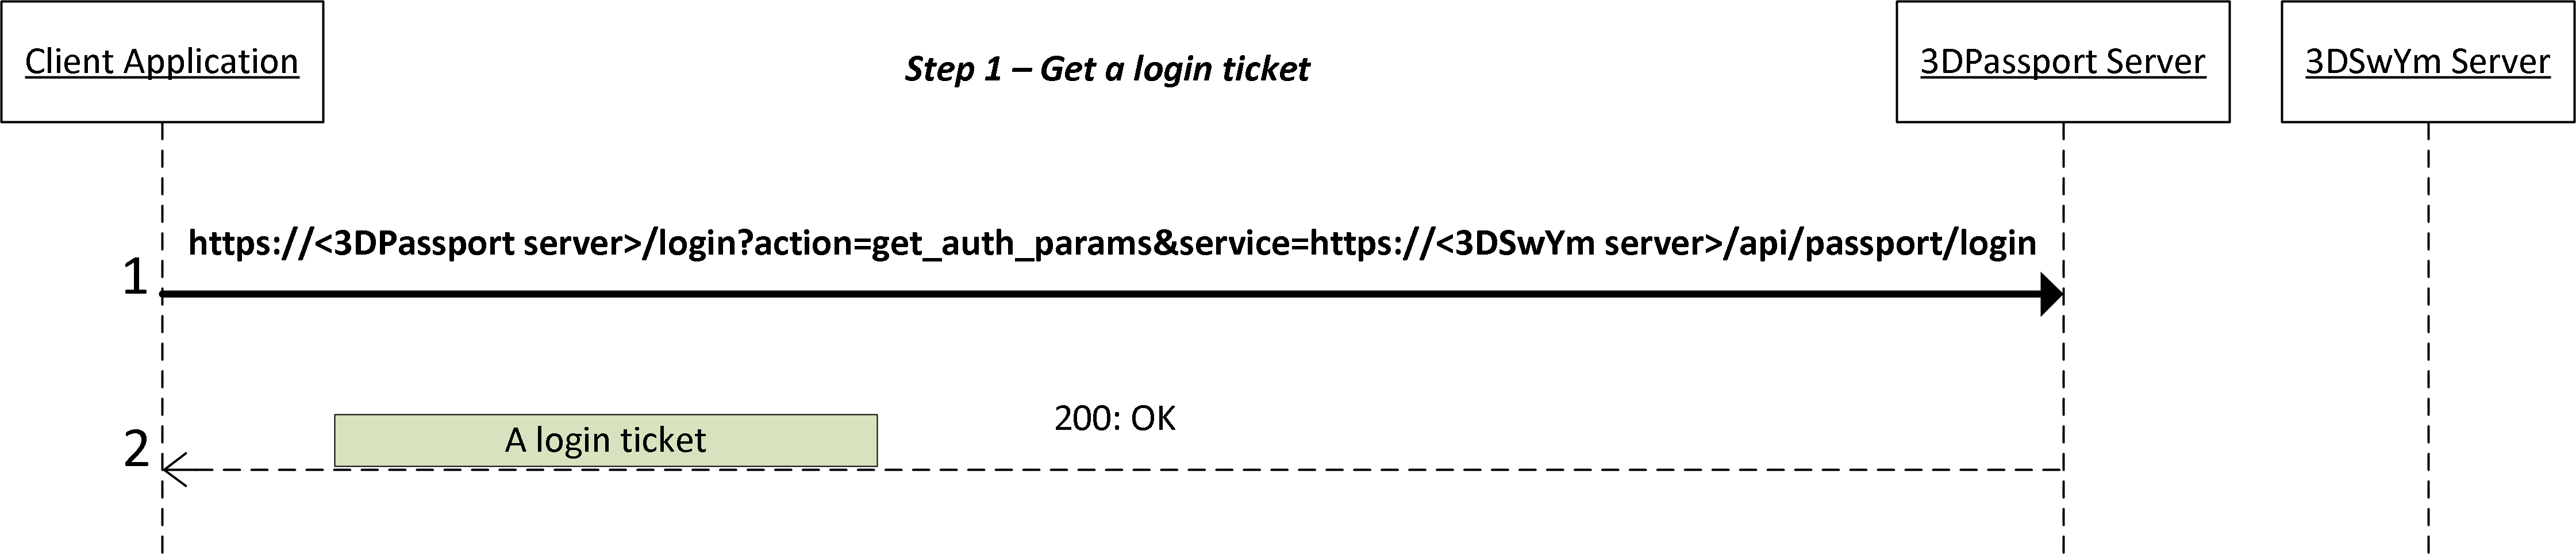 Client Application
Step 1 – Get a login ticket
3DPassport Server
3DSwYm Server
https://<3DPassport server>/login?action=get_auth_params&service=https://<3DSwYm server>/api/passport/login
1
200: OK
A login ticket
2